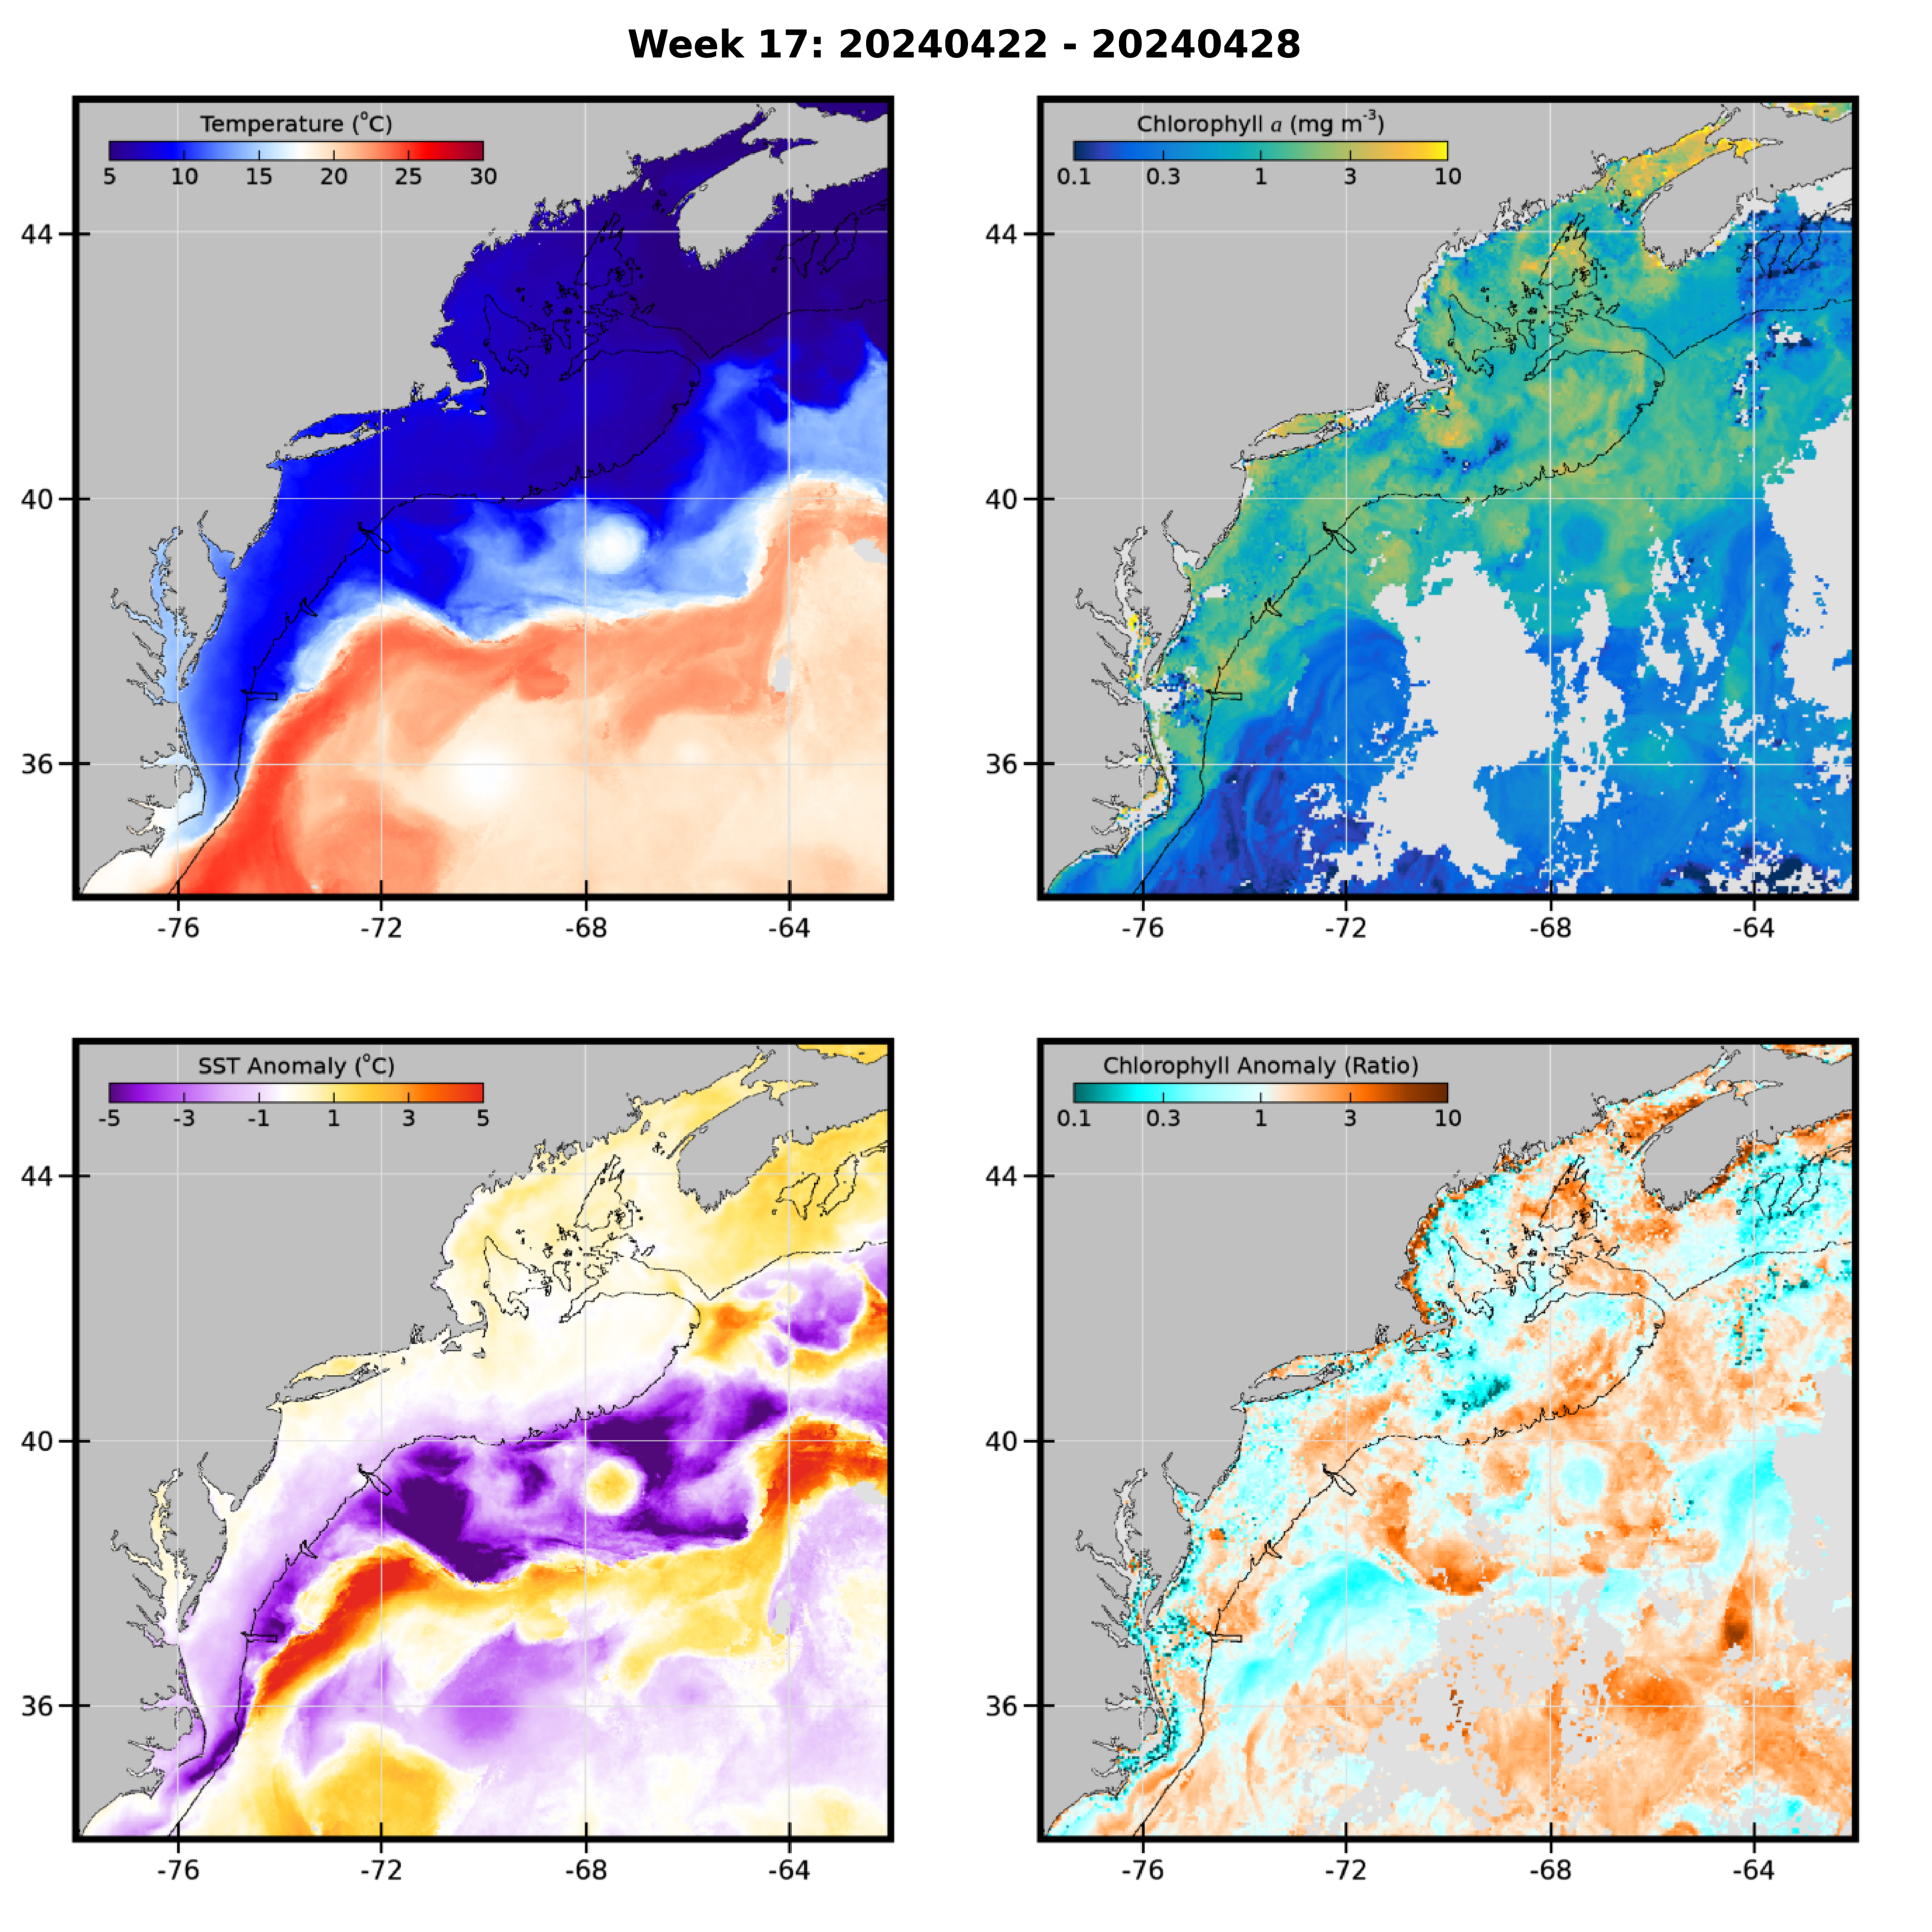 Week 17: 20240422 - 20240428
Temperature (°C)
5 10 15 20 25 30
44
40
36
-76 -72 -68 -64
Chlorophyll a (mg m⁻³)
0.1 0.3 1 3 10
44
40
36
-76 -72 -68 -64
SST Anomaly (°C)
-5 -3 -1 1 3 5
44
40
36
-76 -72 -68 -64
Chlorophyll Anomaly (Ratio)
0.1 0.3 1 3 10
44
40
36
-76 -72 -68 -64